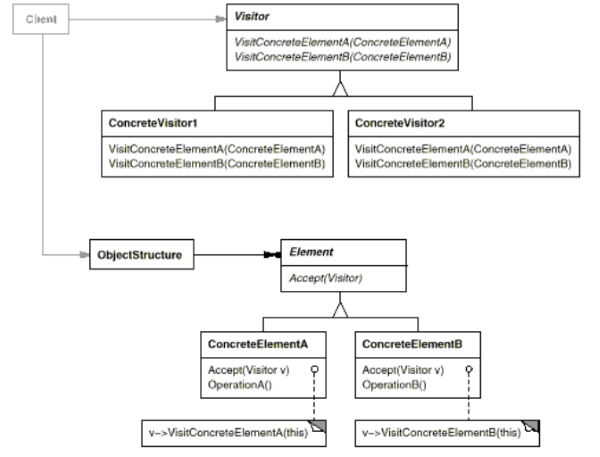 Client
Visitor
VisitConcreteElementA(ConcreteElementA)
VisitConcreteElementB(ConcreteElementB)
ConcreteVisitor1
VisitConcreteElementA(ConcreteElementA)
VisitConcreteElementB(ConcreteElementB)
ConcreteVisitor2
VisitConcreteElementA(ConcreteElementA)
VisitConcreteElementB(ConcreteElementB)
ObjectStructure
Element
Accept(Visitor)
ConcreteElementA
Accept(Visitor v)
OperationA()
ConcreteElementB
Accept(Visitor v)
OperationB()
v->VisitConcreteElementA(this)
v->VisitConcreteElementB(this)